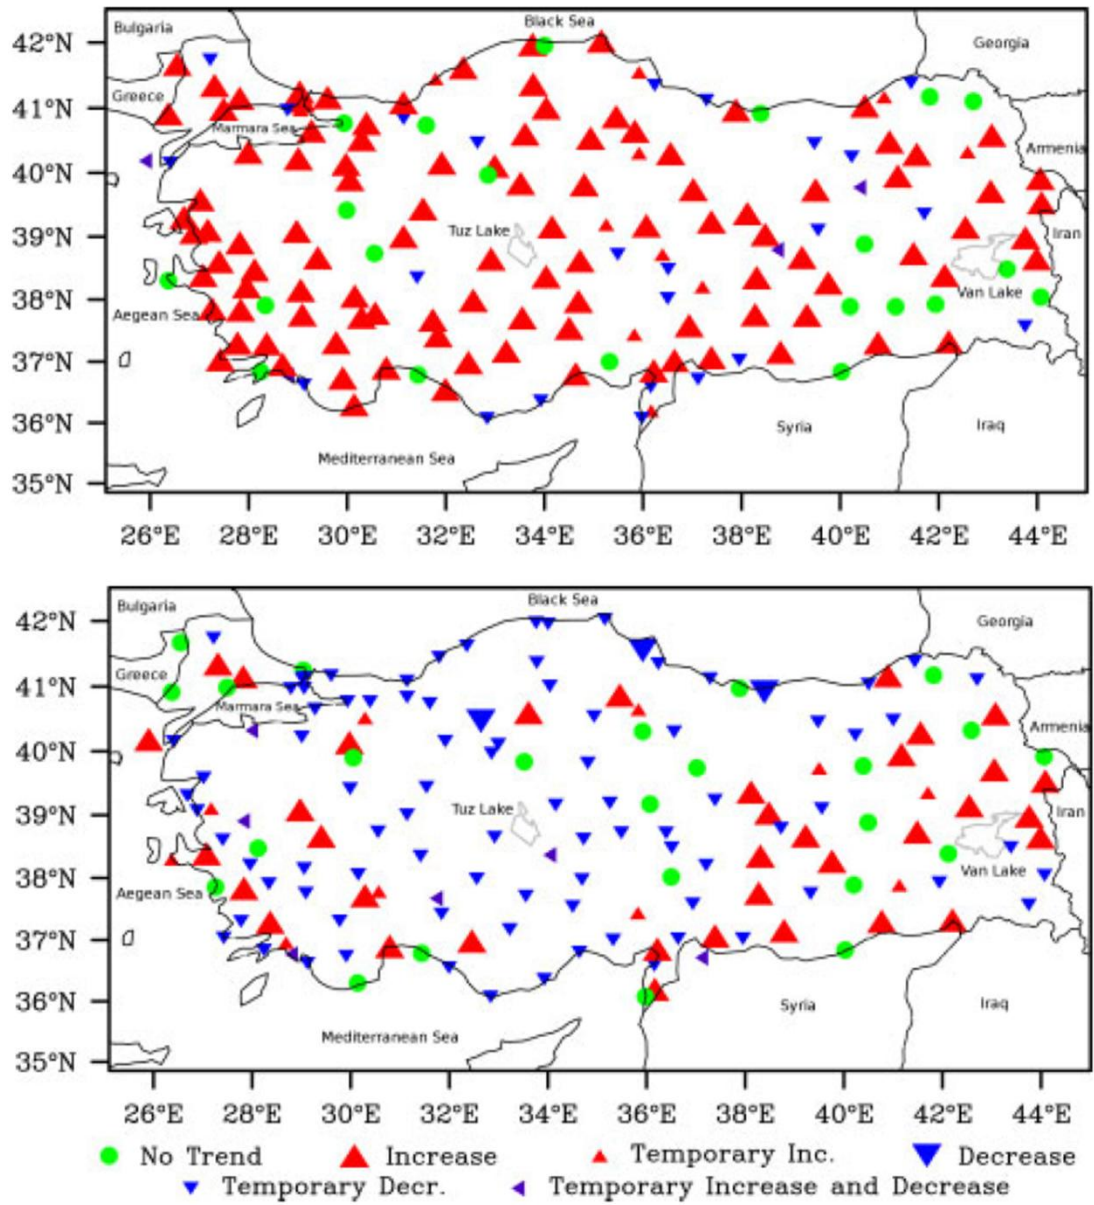 Bulgaria
Black Sea
Georgia
Greece
Marmara Sea
Armenia
Tuz Lake
Iran
Van Lake
Aegean Sea
Syria
Iraq
Mediterranean Sea
42°N
41°N
40°N
39°N
38°N
37°N
36°N
35°N
26°E 28°E 30°E 32°E 34°E 36°E 38°E 40°E 42°E 44°E
Bulgaria
Black Sea
Georgia
Greece
Marmara Sea
Armenia
Tuz Lake
Iran
Van Lake
Aegean Sea
Syria
Iraq
Mediterranean Sea
42°N
41°N
40°N
39°N
38°N
37°N
36°N
35°N
26°E 28°E 30°E 32°E 34°E 36°E 38°E 40°E 42°E 44°E
No Trend Increase Temporary Inc. Decrease
Temporary Decr. Temporary Increase and Decrease